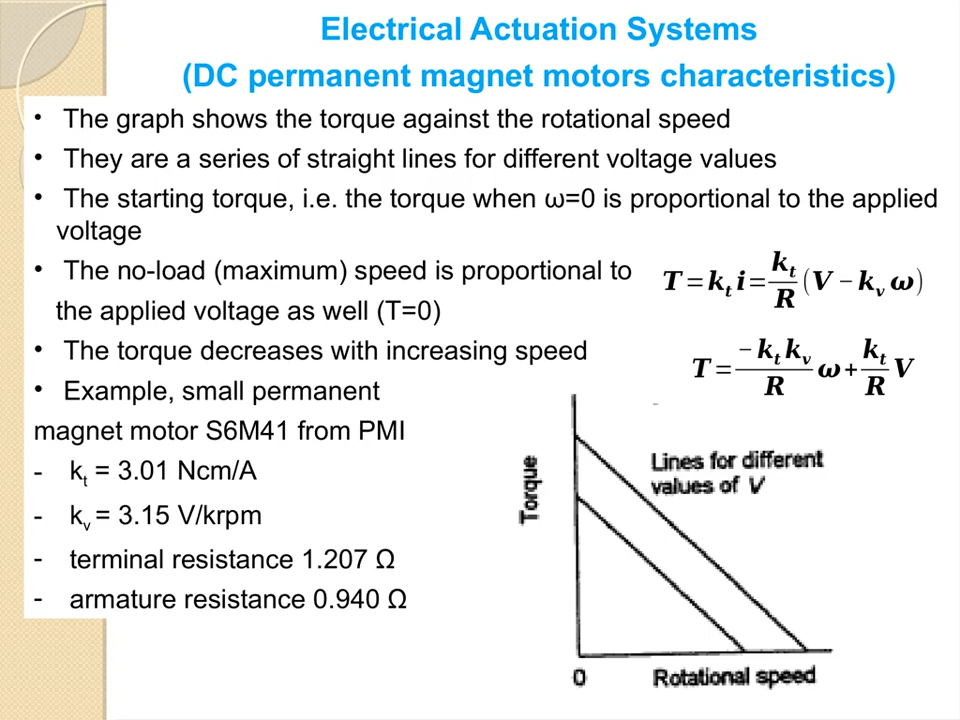 Electrical Actuation Systems
(DC permanent magnet motors characteristics)
• The graph shows the torque against the rotational speed
• They are a series of straight lines for different voltage values
• The starting torque, i.e. the torque when ω=0 is proportional to the applied
voltage
• The no-load (maximum) speed is proportional to
the applied voltage as well (T=0)
• The torque decreases with increasing speed
• Example, small permanent
magnet motor S6M41 from PMI
- kₜ = 3.01 Ncm/A
- kᵥ = 3.15 V/krpm
- terminal resistance 1.207 Ω
- armature resistance 0.940 Ω
T = kₜ i = kₜ/R (V − kᵥ ω)
T = −kₜ kᵥ/R ω + kₜ/R V
Lines for different
values of V
Torque
0 Rotational speed